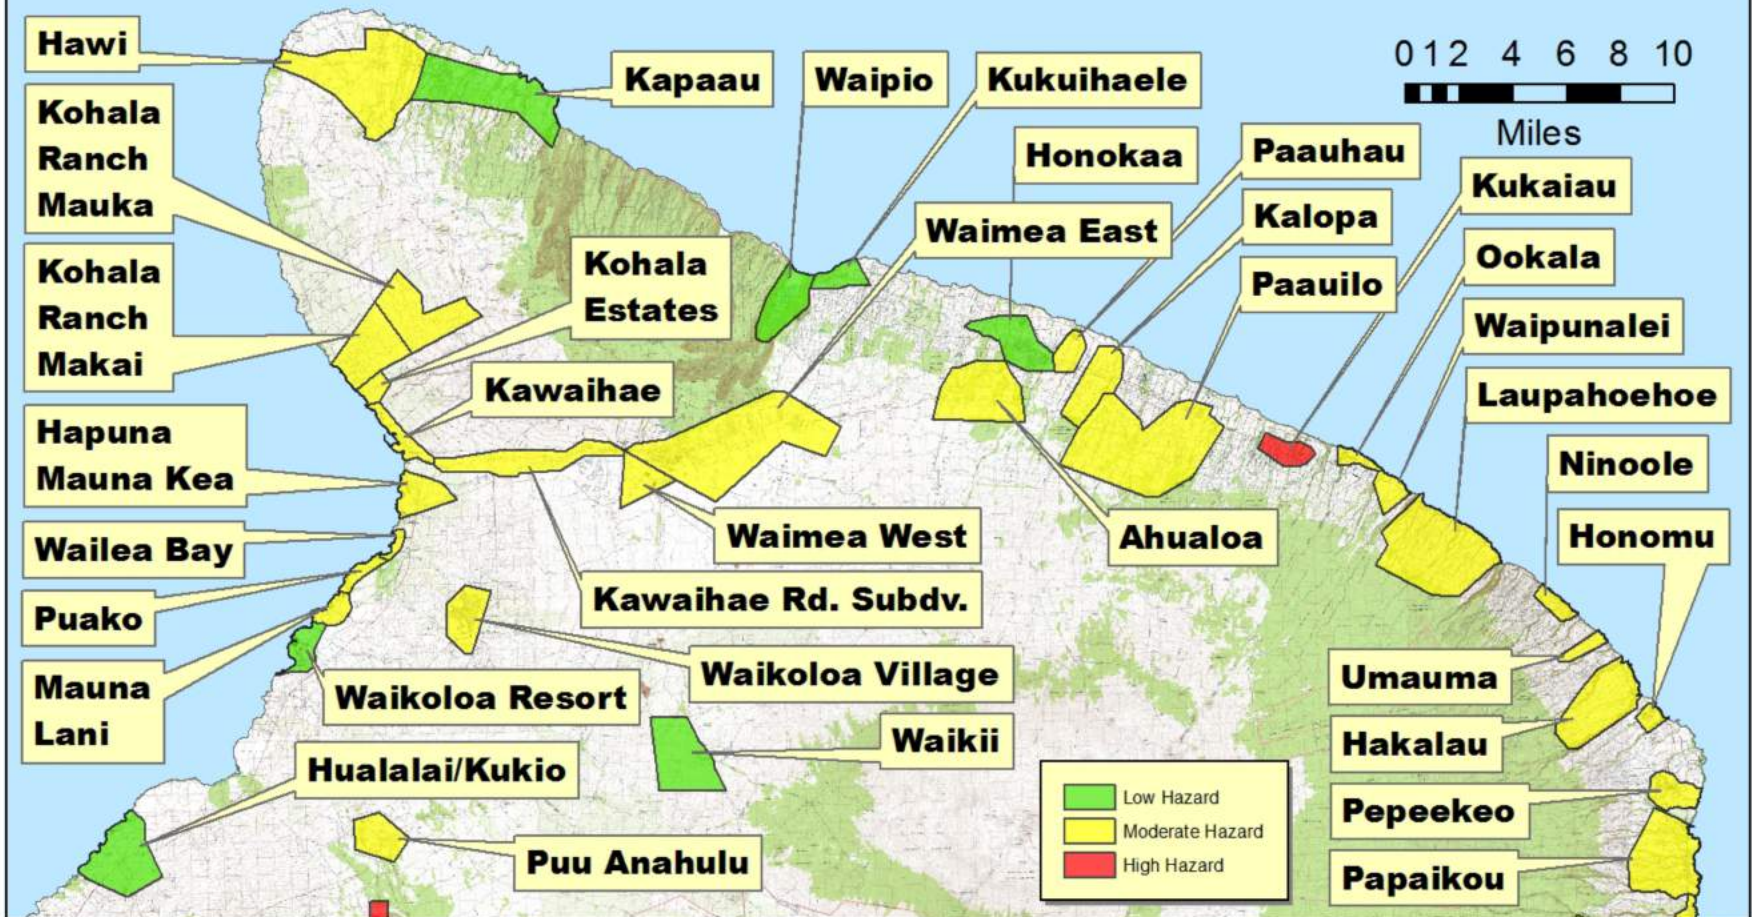 Hawi
Kapaau
Waipio
Kukuihaele
0 1 2 4 6 8 10
Miles
Kohala
Ranch
Mauka
Honokaa
Paauhau
Kukaiau
Kalopa
Waimea East
Kohala
Estates
Ookala
Kohala
Ranch
Makai
Paauilo
Waipunalei
Kawaihae
Laupahoehoe
Hapuna
Mauna Kea
Ninoole
Waimea West
Ahualoa
Honomu
Wailea Bay
Kawaihae Rd. Subdv.
Puako
Waikoloa Village
Umauma
Mauna
Lani
Waikoloa Resort
Waikii
Hakalau
Hualalai/Kukio
Low Hazard
Moderate Hazard
High Hazard
Pepeekeo
Puu Anahulu
Papaikou